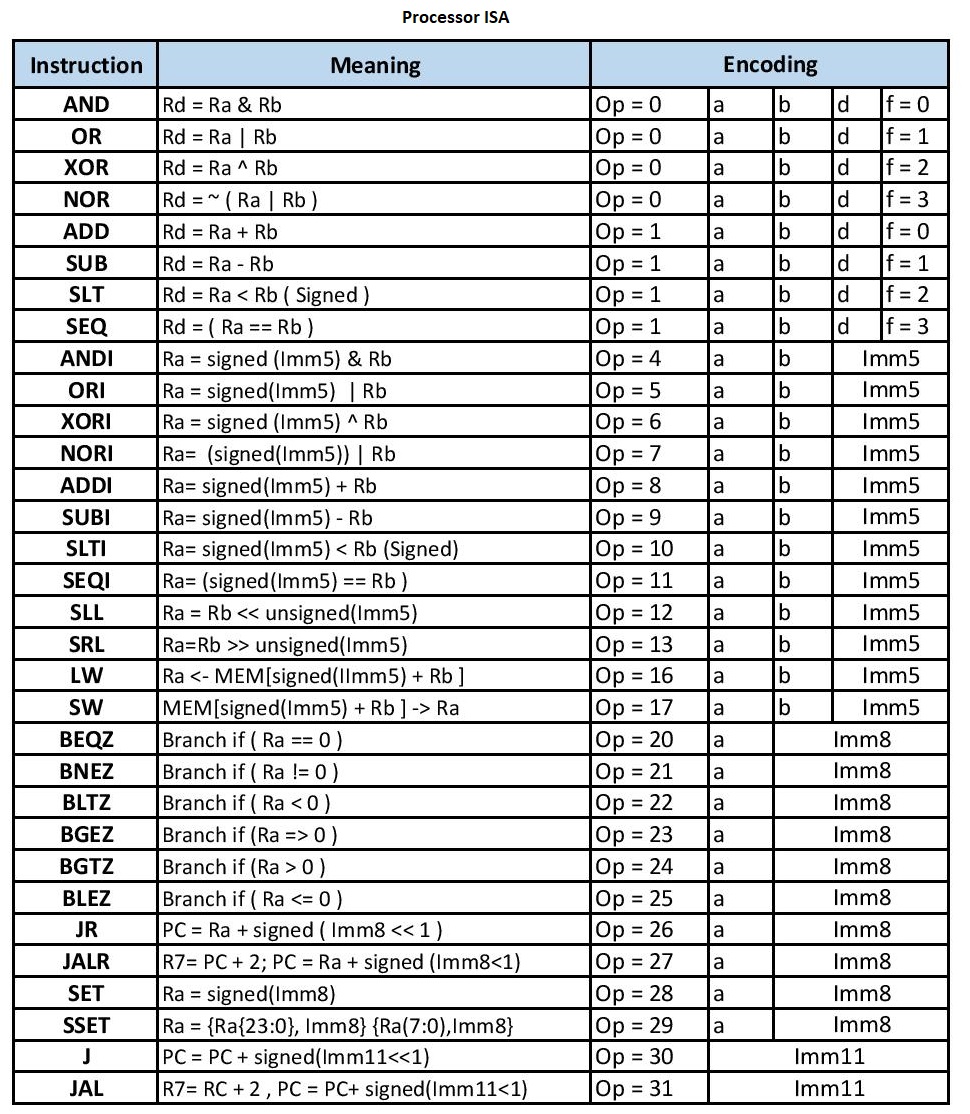 Processor ISA
Instruction Meaning Encoding
AND Rd = Ra & Rb Op = 0 a b d f = 0
OR Rd = Ra | Rb Op = 0 a b d f = 1
XOR Rd = Ra ^ Rb Op = 0 a b d f = 2
NOR Rd = ~ ( Ra | Rb ) Op = 0 a b d f = 3
ADD Rd = Ra + Rb Op = 1 a b d f = 0
SUB Rd = Ra - Rb Op = 1 a b d f = 1
SLT Rd = Ra < Rb ( Signed ) Op = 1 a b d f = 2
SEQ Rd = ( Ra == Rb ) Op = 1 a b d f = 3
ANDI Ra = signed (Imm5) & Rb Op = 4 a b Imm5
ORI Ra = signed(Imm5) | Rb Op = 5 a b Imm5
XORI Ra = signed (Imm5) ^ Rb Op = 6 a b Imm5
NORI Ra= (signed(Imm5)) | Rb Op = 7 a b Imm5
ADDI Ra= signed(Imm5) + Rb Op = 8 a b Imm5
SUBI Ra= signed(Imm5) - Rb Op = 9 a b Imm5
SLTI Ra= signed(Imm5) < Rb (Signed) Op = 10 a b Imm5
SEQI Ra= (signed(Imm5) == Rb ) Op = 11 a b Imm5
SLL Ra = Rb << unsigned(Imm5) Op = 12 a b Imm5
SRL Ra=Rb >> unsigned(Imm5) Op = 13 a b Imm5
LW Ra <- MEM[signed(IImm5) + Rb ] Op = 16 a b Imm5
SW MEM[signed(Imm5) + Rb ] -> Ra Op = 17 a b Imm5
BEQZ Branch if ( Ra == 0 ) Op = 20 a Imm8
BNEZ Branch if ( Ra != 0 ) Op = 21 a Imm8
BLTZ Branch if ( Ra < 0 ) Op = 22 a Imm8
BGEZ Branch if (Ra => 0 ) Op = 23 a Imm8
BGTZ Branch if (Ra > 0 ) Op = 24 a Imm8
BLEZ Branch if ( Ra <= 0 ) Op = 25 a Imm8
JR PC = Ra + signed ( Imm8 << 1 ) Op = 26 a Imm8
JALR R7= PC + 2; PC = Ra + signed (Imm8<1) Op = 27 a Imm8
SET Ra = signed(Imm8) Op = 28 a Imm8
SSET Ra = {Ra{23:0}, Imm8} {Ra(7:0),Imm8} Op = 29 a Imm8
J PC = PC + signed(Imm11<<1) Op = 30 Imm11
JAL R7= RC + 2 , PC = PC+ signed(Imm11<1) Op = 31 Imm11